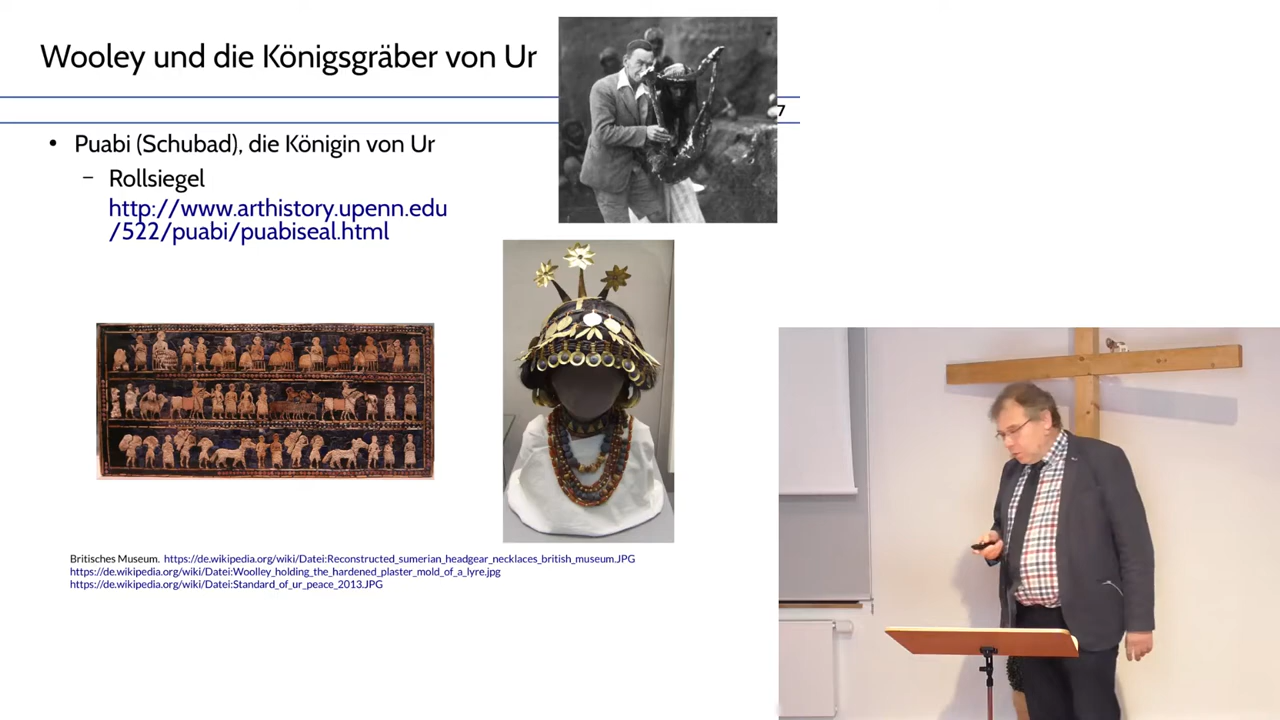 Wooley und die Königsgräber von Ur
7
• Puabi (Schubad), die Königin von Ur
– Rollsiegel
http://www.arthistory.upenn.edu
/522/puabi/puabiseal.html
Britisches Museum. https://de.wikipedia.org/wiki/Datei:Reconstructed_sumerian_headgear_necklaces_british_museum.JPG
https://de.wikipedia.org/wiki/Datei:Woolley_holding_the_hardened_plaster_mold_of_a_lyre.jpg
https://de.wikipedia.org/wiki/Datei:Standard_of_ur_peace_2013.JPG